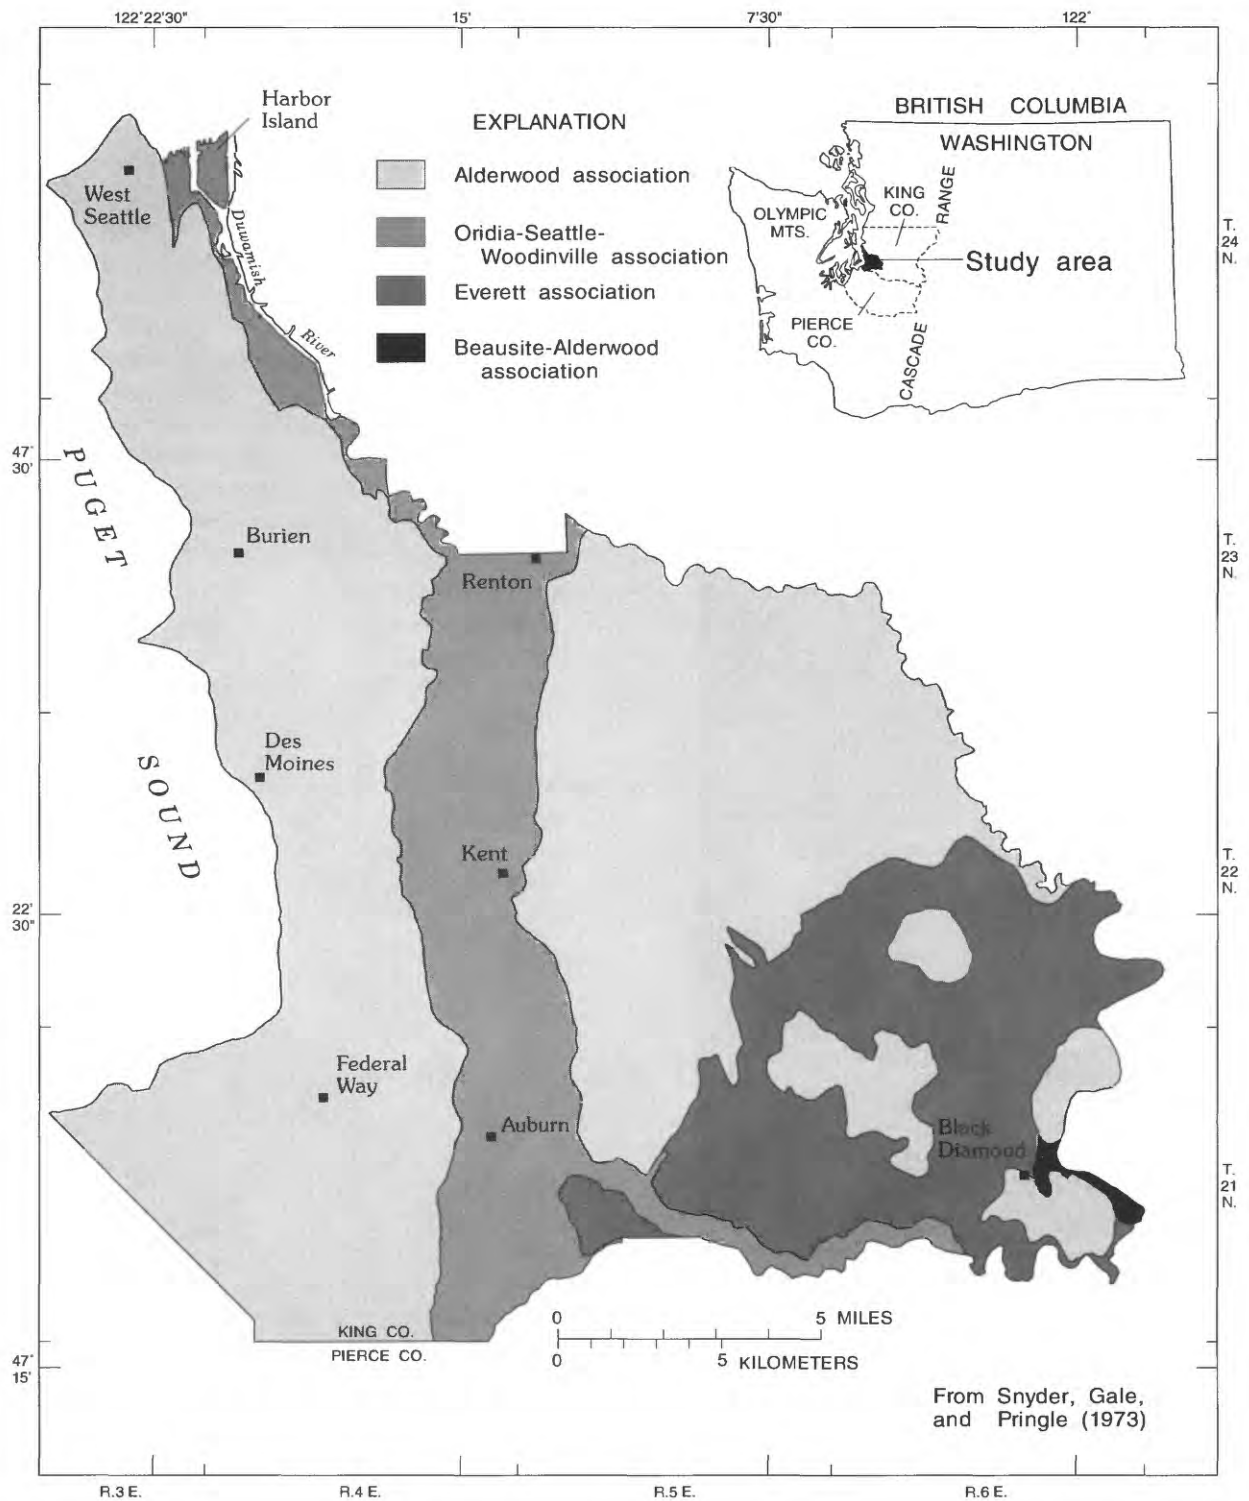 122°22'30"
15'
7'30"
122°
Harbor
Island
EXPLANATION
Alderwood association
Oridia-Seattle-
Woodinville association
Everett association
Beausite-Alderwood
association
BRITISH COLUMBIA
WASHINGTON
OLYMPIC
MTS.
KING
CO.
RANGE
Study area
PIERCE
CO.
CASCADE
West
Seattle
Duwamish
River
T.
24
N.
47°
30'
PUGET
SOUND
Burien
Renton
T.
23
N.
Des
Moines
Kent
T.
22
N.
22'
30"
Federal
Way
Auburn
Black
Diamond
T.
21
N.
KING CO.
PIERCE CO.
0 5 MILES
0 5 KILOMETERS
47°
15'
From Snyder, Gale,
and Pringle (1973)
R.3 E.
R.4 E.
R.5 E.
R.6 E.